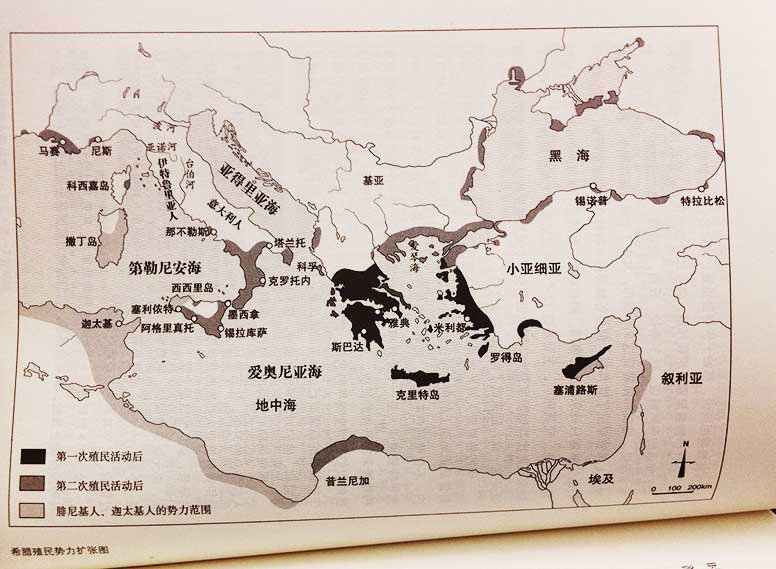 黑海
马赛
尼斯
波河
亚诺河
台伯河
伊特鲁里亚人
亚得里亚海
意大利人
科西嘉岛
撒丁岛
基亚
锡诺普
特拉比松
那不勒斯
塔兰托
科孚
爱琴海
第勒尼安海
西西里岛
克罗托内
小亚细亚
迦太基
塞利侬特
墨西拿
阿格里真托
锡拉库萨
雅典
米利都
斯巴达
罗得岛
爱奥尼亚海
克里特岛
塞浦路斯
叙利亚
地中海
昔兰尼加
埃及
N
0 100 200km
第一次殖民活动后
第二次殖民活动后
腓尼基人、迦太基人的势力范围
希腊殖民势力扩张图